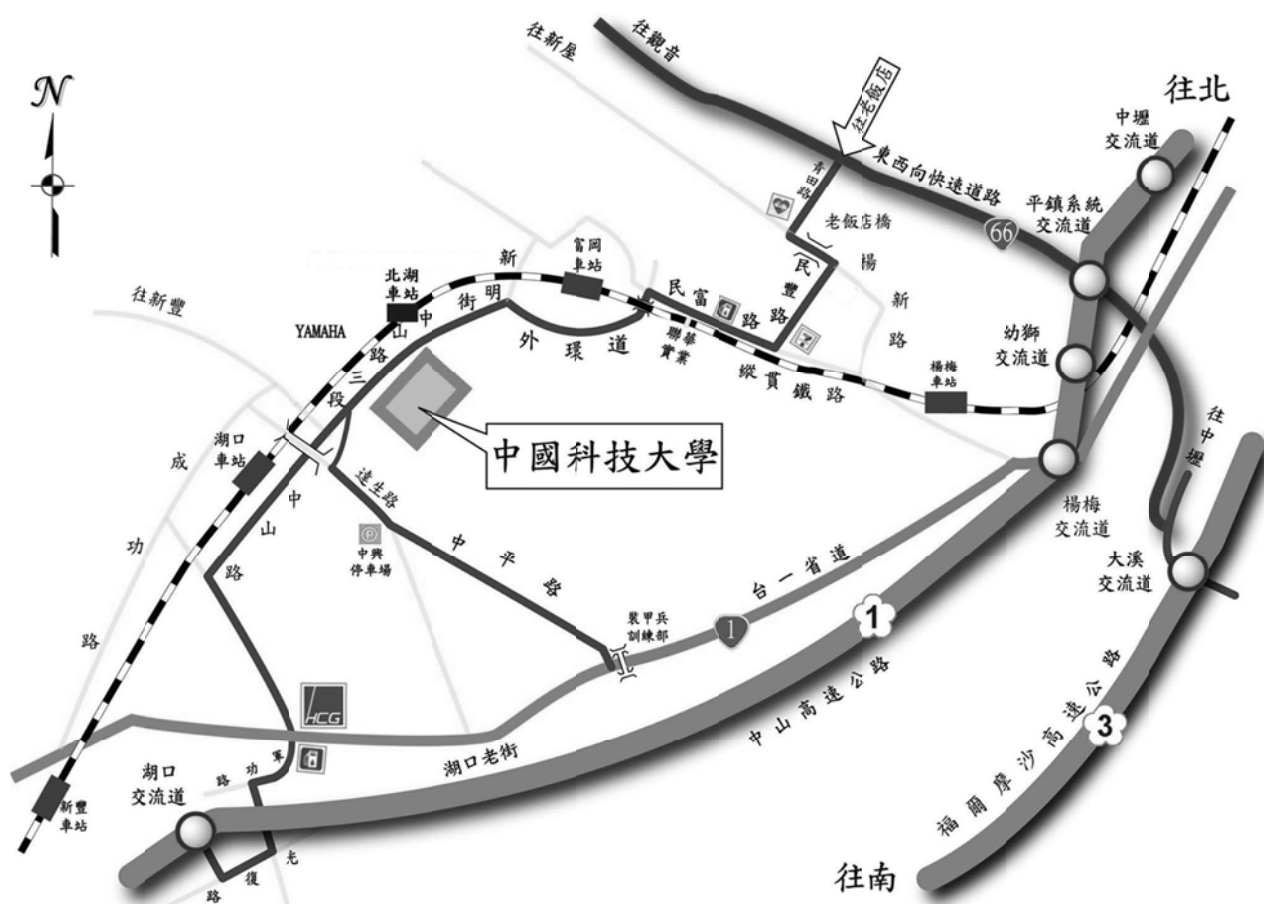 往觀音
往新屋
往老飯店
往北
N
中壢
交流道
東西向快速道路
青田路
平鎮系統
交流道
老飯店橋
66
富岡
車站
新明街
北湖
車站
民豐路
楊新路
民富路
往新豐
YAMAHA
中山路三段
外環道
聯華
實業
7
縱貫鐵路
幼獅
交流道
楊梅
車站
往中壢
中國科技大學
湖口
車站
成功路
達生路
中山路
楊梅
交流道
P
中興
停車場
中平路
台一省道
大溪
交流道
裝甲兵
訓練部
1
1
中山高速公路
HCG
3
福爾摩沙高速公路
湖口老街
軍功路
湖口
交流道
新豐
車站
光復路
往南